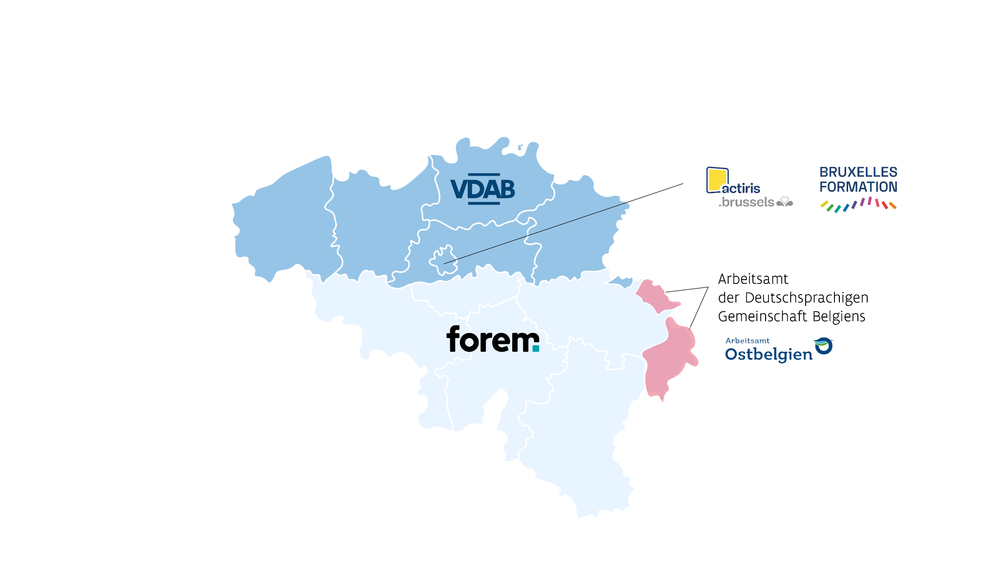 VDAB
actiris
.brussels
BRUXELLES
FORMATION
Arbeitsamt
der Deutschsprachigen
Gemeinschaft Belgiens
forem
Arbeitsamt
Ostbelgien